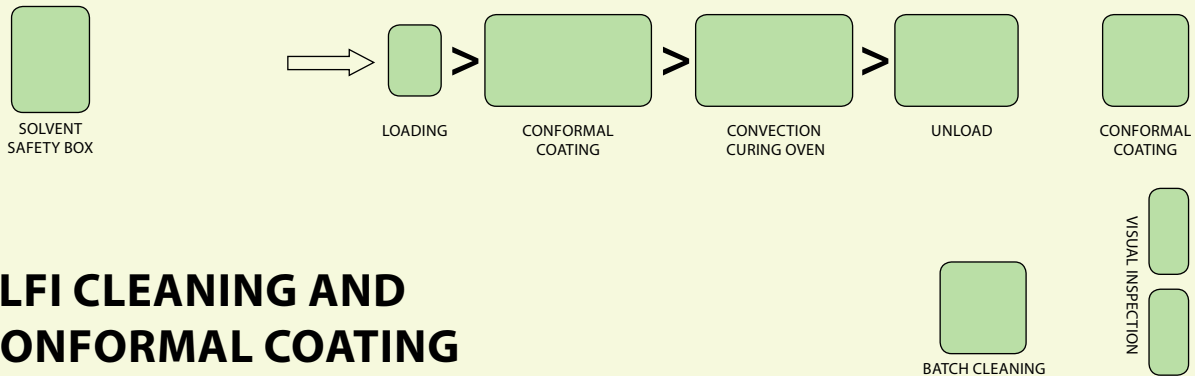 SOLVENT
SAFETY BOX
>
>
>
LOADING
CONFORMAL
COATING
CONVECTION
CURING OVEN
UNLOAD
CONFORMAL
COATING
VISUAL INSPECTION
LFI CLEANING AND
ONFORMAL COATING
BATCH CLEANING